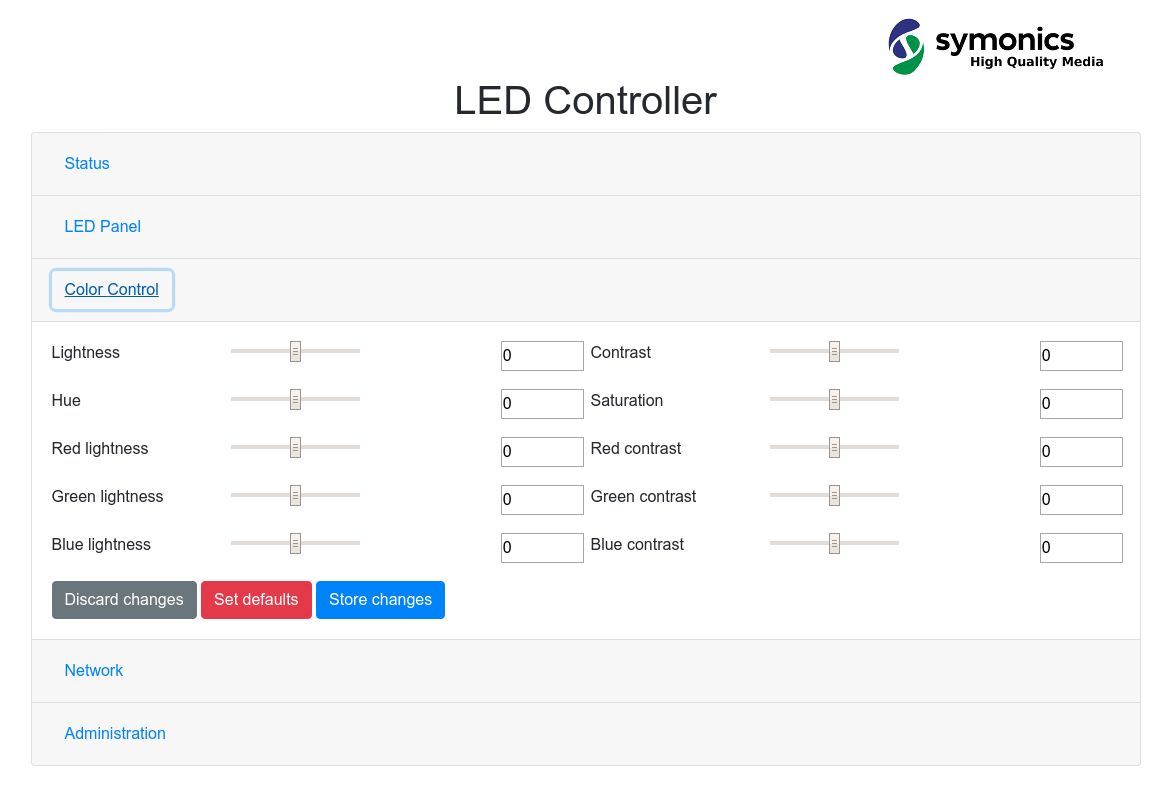 symonics
High Quality Media
LED Controller
Status
LED Panel
Color Control
Lightness 0 Contrast 0
Hue 0 Saturation 0
Red lightness 0 Red contrast 0
Green lightness 0 Green contrast 0
Blue lightness 0 Blue contrast 0
Discard changes Set defaults Store changes
Network
Administration